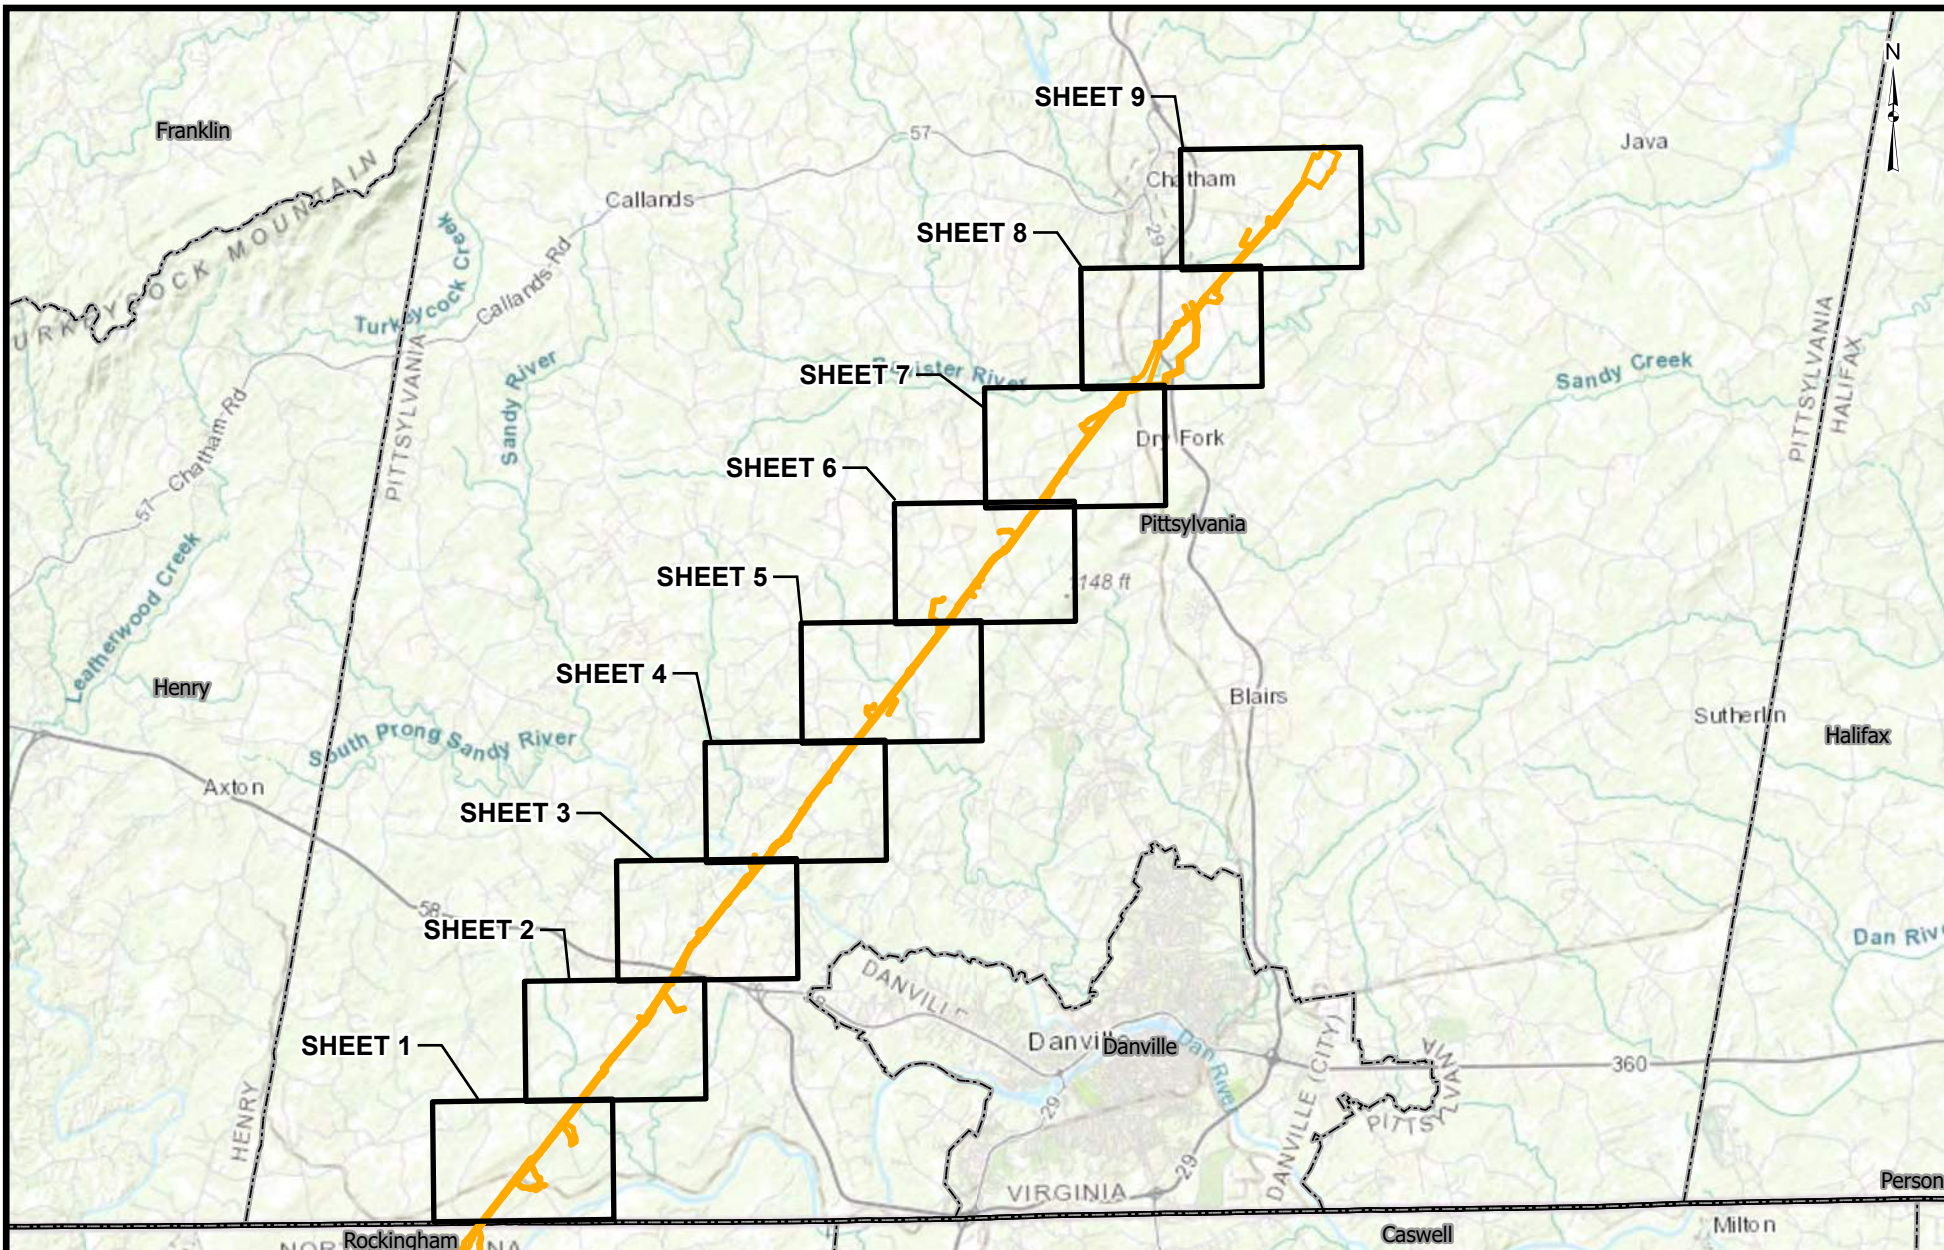 N
SHEET 9
Franklin
57
Java
Chatham
Callands
TURKEYCOCK MOUNTAIN
SHEET 8
29
Turkeycock Creek
Callands Rd
PITTSYLVANIA
HALIFAX
Sandy River
SHEET 7
Sandy Creek
57
Chatham Rd
PITTSYLVANIA
Dry Fork
SHEET 6
Pittsylvania
1148 ft
SHEET 5
Leatherwood Creek
Henry
SHEET 4
Blairs
Sutherlin
Halifax
South Prong Sandy River
Axton
SHEET 3
58
SHEET 2
Dan
DANVILLE
Danville
Danville
Dan River
SHEET 1
360
29
HENRY
DANVILLE (CITY)
29
VIRGINIA
Person
Rockingham
Caswell
Milton